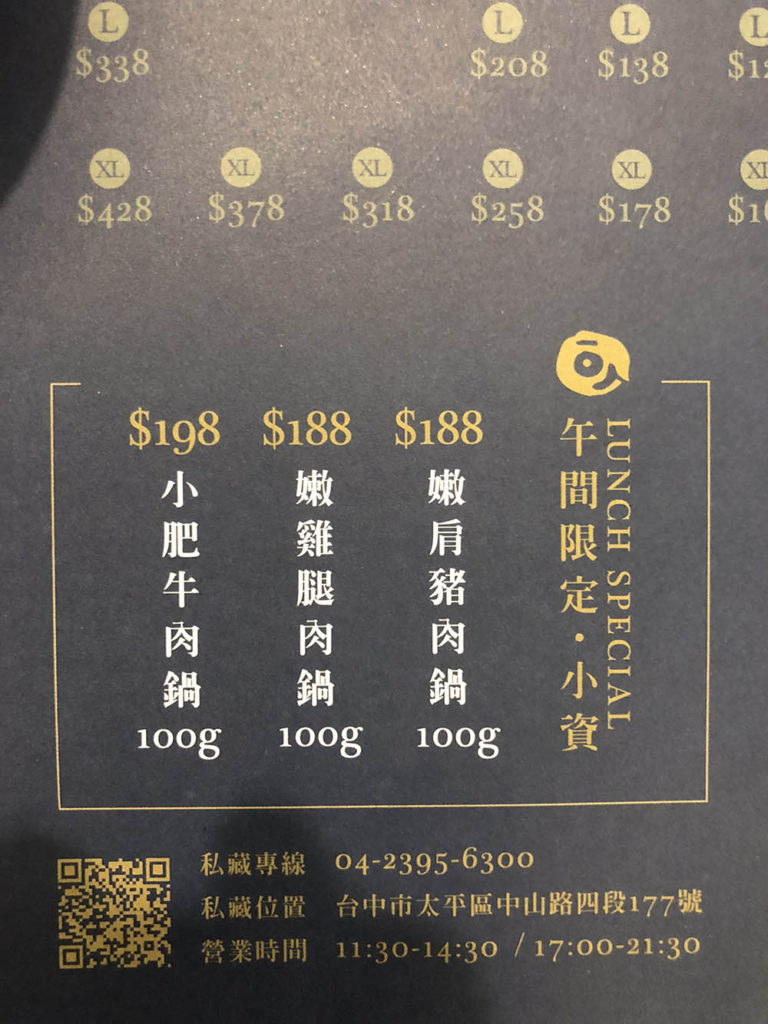 L L L
$338 $208 $138
XL XL XL XL XL
$428 $378 $318 $258 $178
LUNCH SPECIAL
午間限定・小資
$188
嫩肩豬肉鍋
100g
$188
嫩雞腿肉鍋
100g
$198
小肥牛肉鍋
100g
私藏專線 04-2395-6300
私藏位置 台中市太平區中山路四段177號
營業時間 11:30-14:30 / 17:00-21:30